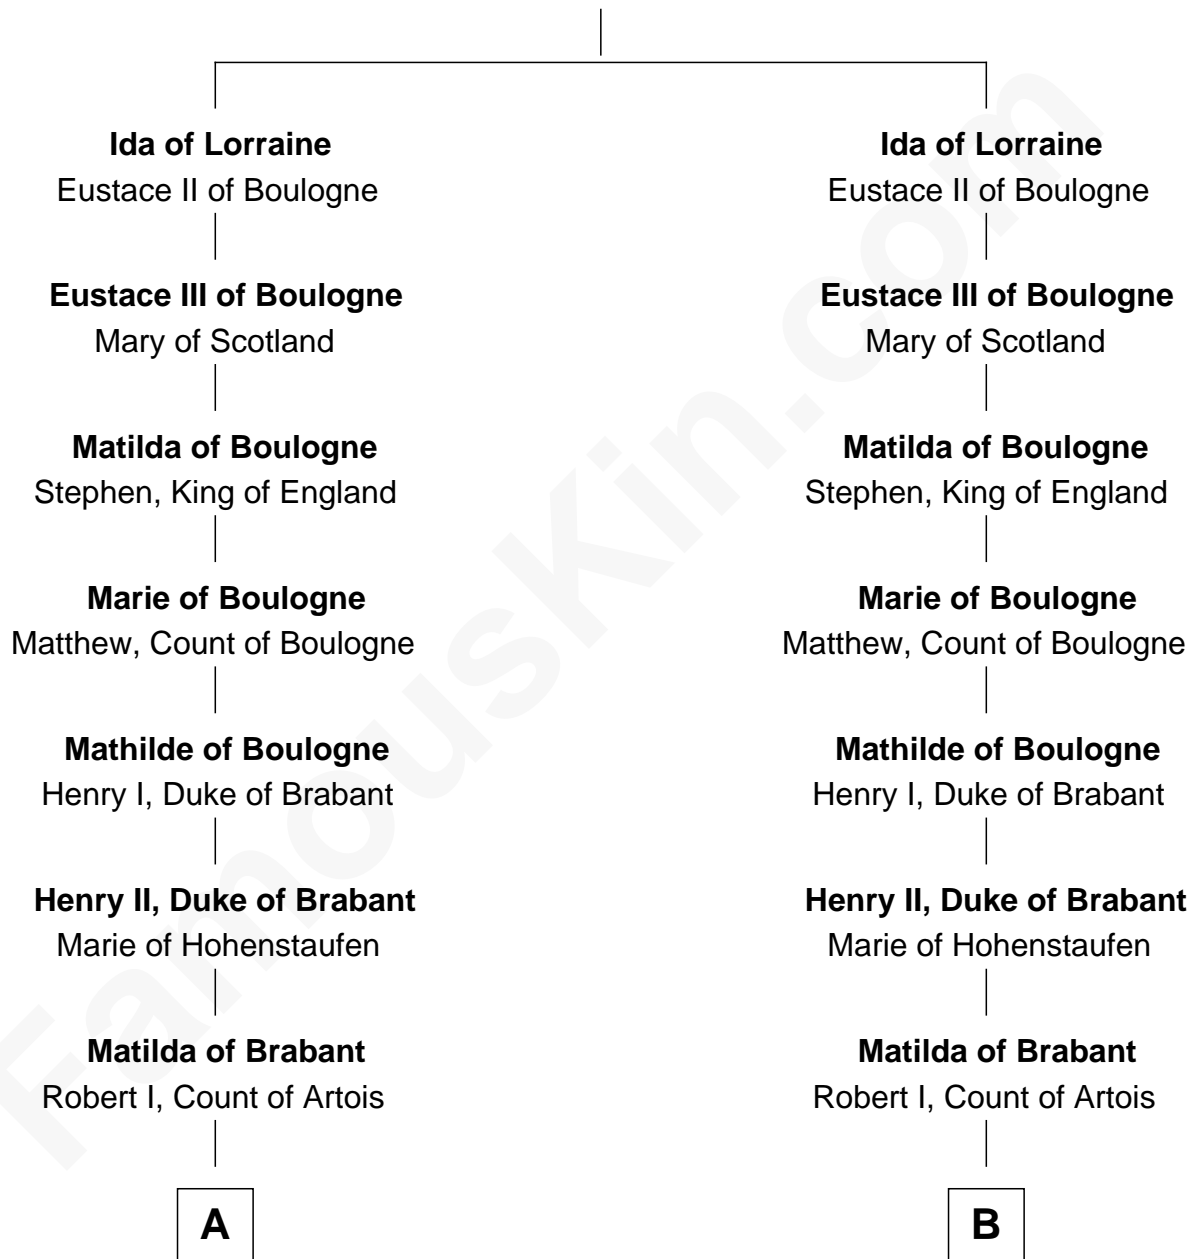 Ida of Lorraine
Eustace II of Boulogne
Eustace III of Boulogne
Mary of Scotland
Matilda of Boulogne
Stephen, King of England
Marie of Boulogne
Matthew, Count of Boulogne
Mathilde of Boulogne
Henry I, Duke of Brabant
Henry II, Duke of Brabant
Marie of Hohenstaufen
Matilda of Brabant
Robert I, Count of Artois
A
Ida of Lorraine
Eustace II of Boulogne
Eustace III of Boulogne
Mary of Scotland
Matilda of Boulogne
Stephen, King of England
Marie of Boulogne
Matthew, Count of Boulogne
Mathilde of Boulogne
Henry I, Duke of Brabant
Henry II, Duke of Brabant
Marie of Hohenstaufen
Matilda of Brabant
Robert I, Count of Artois
B
FamousKin.com